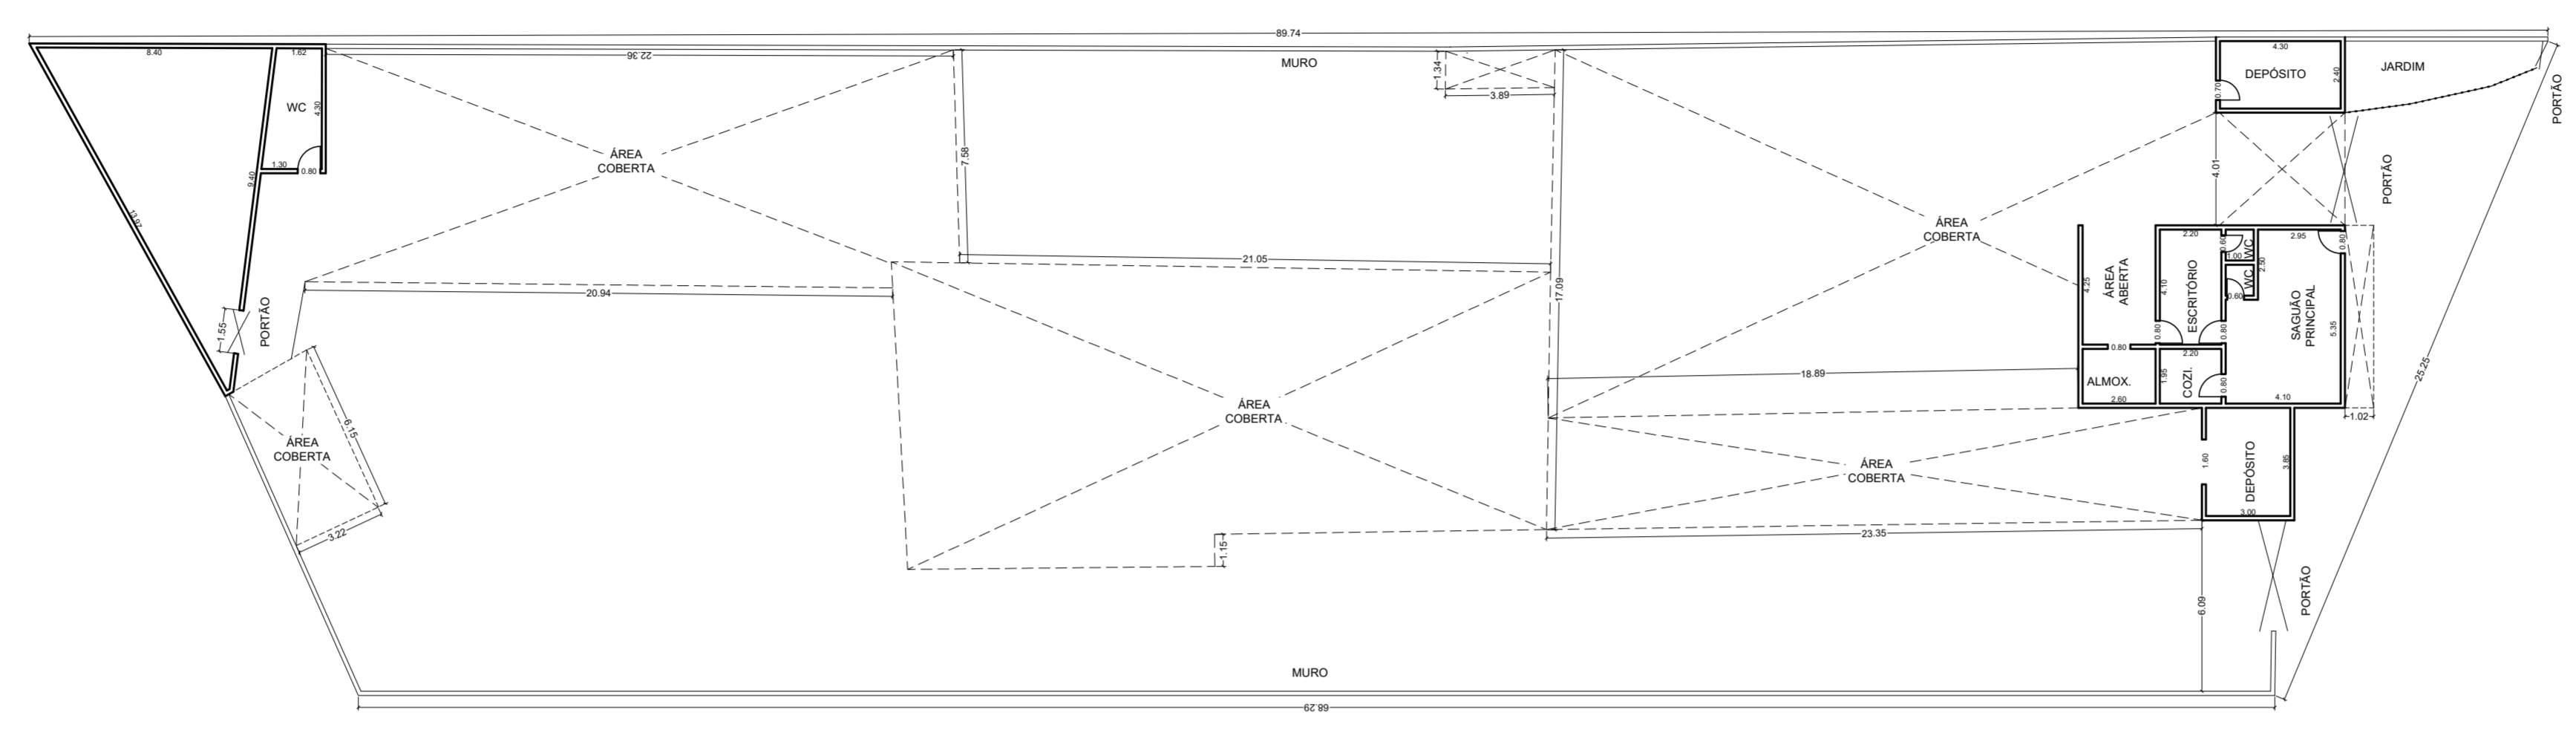 89.74
8.40
1.62
22.36
MURO
1.34
3.89
4.30
DEPÓSITO
2.40
0.70
JARDIM
PORTÃO
WC
4.30
1.30
0.80
9.40
13.97
ÁREA
COBERTA
7.58
4.01
PORTÃO
ÁREA
COBERTA
21.05
17.09
20.94
1.55
PORTÃO
4.25
ÁREA
ABERTA
2.20
4.10
ESCRITÓRIO
0.60
WC
1.00
WC
0.60
2.50
2.95
0.80
SAGUÃO
PRINCIPAL
5.35
0.80
0.80
0.80
2.20
ALMOX.
2.60
1.95
COZI.
0.80
4.10
1.02
25.25
18.89
ÁREA
COBERTA
6.15
3.22
ÁREA
COBERTA
ÁREA
COBERTA
1.60
DEPÓSITO
3.85
3.00
1.15
23.35
6.09
PORTÃO
MURO
68.29